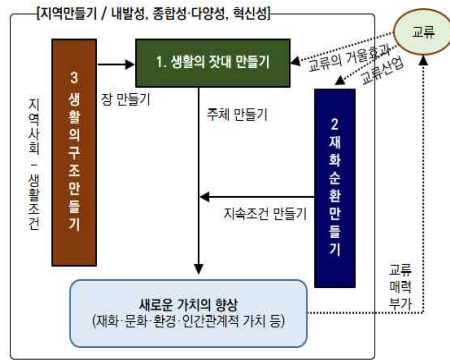 [지역만들기 / 내발성, 종합성·다양성, 혁신성]
교류
1. 생활의 잣대 만들기
교류의 거울효과
교류산업
장 만들기
3 생활의구조만들기
지역사회 – 생활조건
주체 만들기
2 재화순환만들기
지속조건 만들기
교류
매력
부가
새로운 가치의 향상
(재화·문화·환경·인간관계적 가치 등)